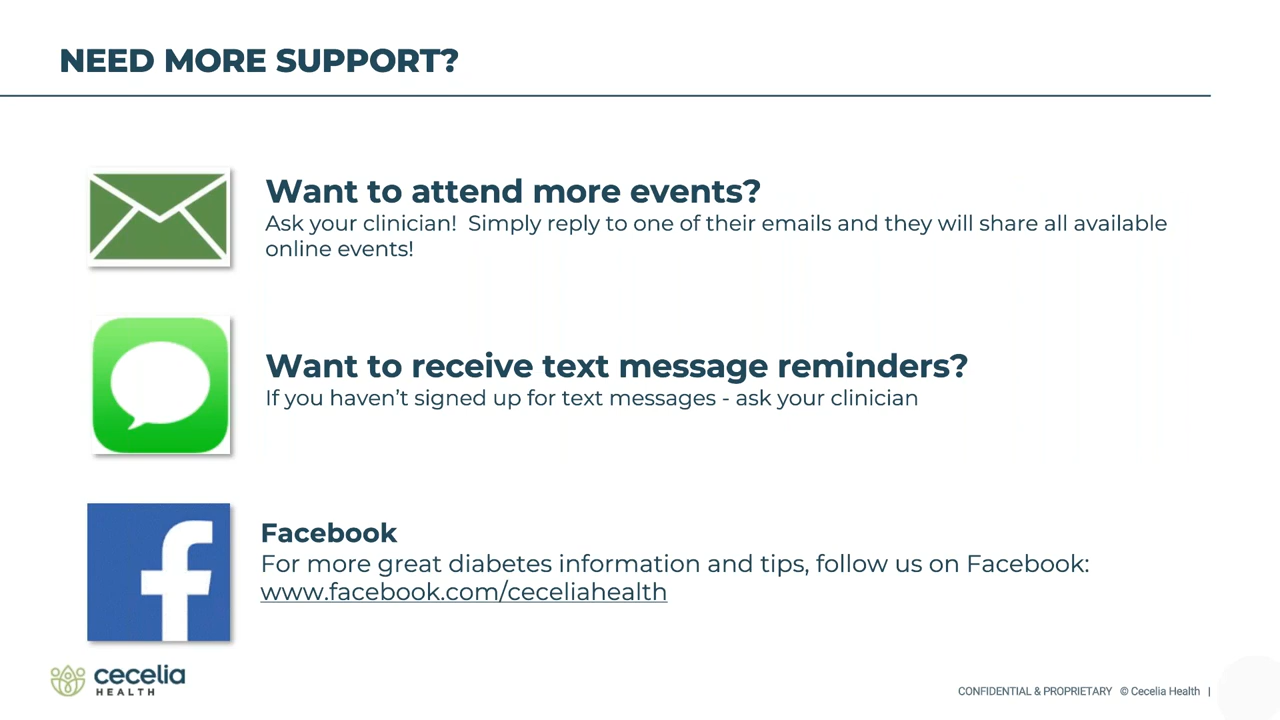 NEED MORE SUPPORT?
Want to attend more events?
Ask your clinician!  Simply reply to one of their emails and they will share all available
online events!
Want to receive text message reminders?
If you haven’t signed up for text messages - ask your clinician
Facebook
For more great diabetes information and tips, follow us on Facebook:
www.facebook.com/ceceliahealth
cecelia
HEALTH
CONFIDENTIAL & PROPRIETARY © Cecelia Health |